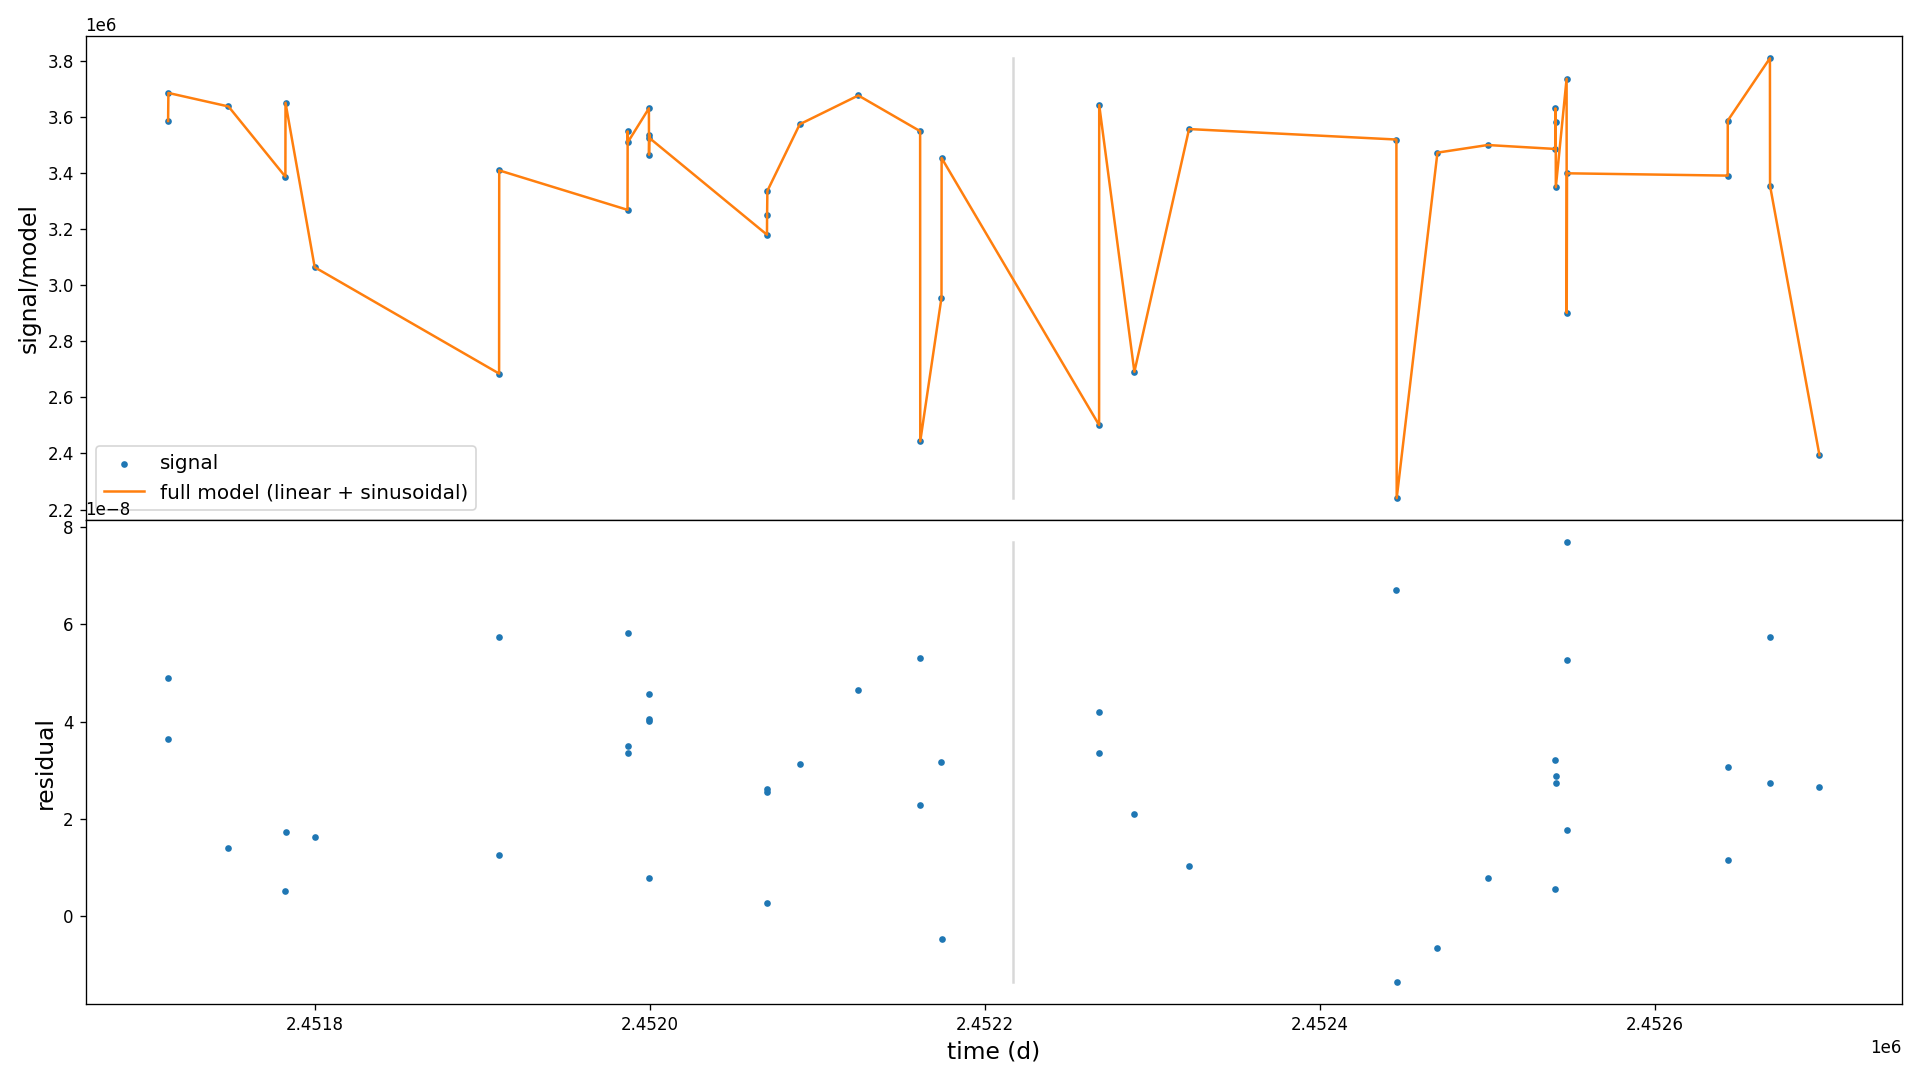 1e6
3.8
3.6
3.4
3.2
3.0
2.8
2.6
2.4
2.2
signal/model
signal
full model (linear + sinusoidal)
1e−8
8
6
4
2
0
residual
2.4518
2.4520
2.4522
2.4524
2.4526
time (d)
1e6